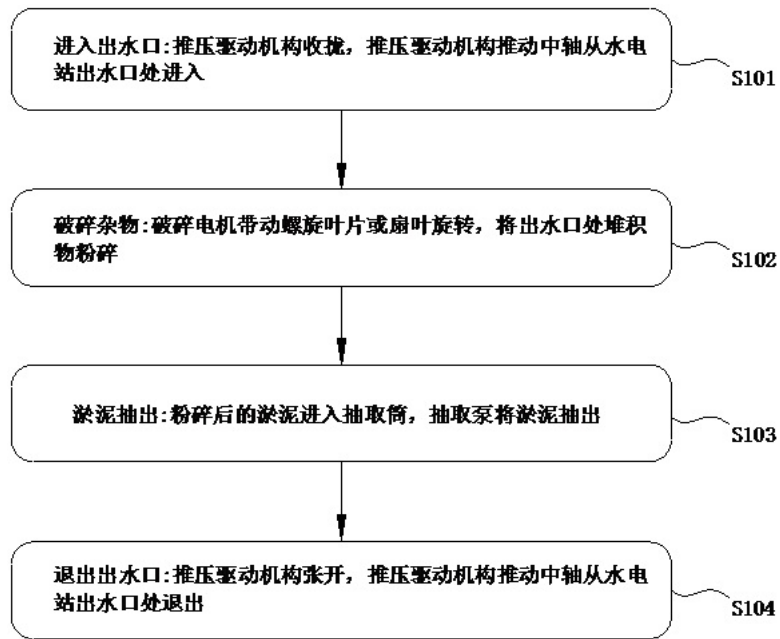 进入出水口:推压驱动机构收拢，推压驱动机构推动中轴从水电
站出水口处进入
S101
破碎杂物:破碎电机带动螺旋叶片或扇叶旋转，将出水口处堆积
物粉碎
S102
淤泥抽出:粉碎后的淤泥进入抽取筒，抽取泵将淤泥抽出
S103
退出出水口:推压驱动机构张开，推压驱动机构推动中轴从水电
站出水口处退出
S104